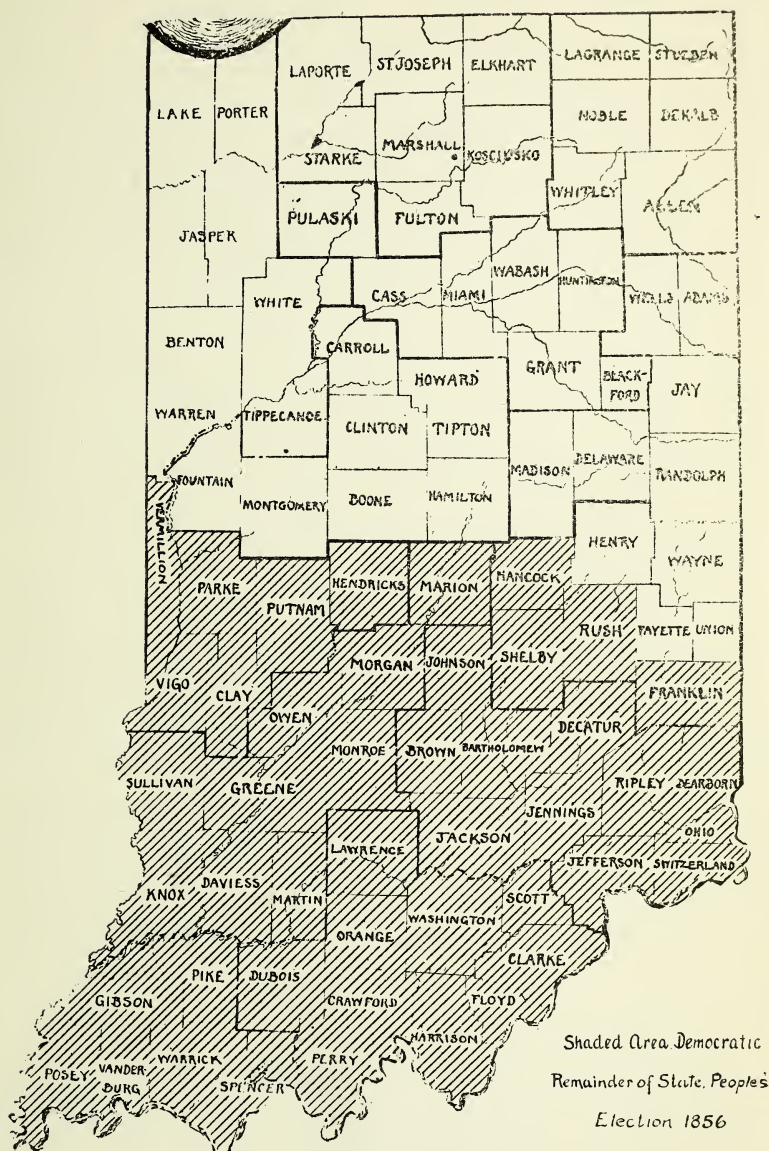 LAPORTE
ST JOSEPH
ELKHART
LAGRANGE
STUEBEN
LAKE
PORTER
NOBLE
DEKALB
STARKE
MARSHALL
KOSCIUSKO
WHITLEY
ALLEN
PULASKI
FULTON
JASPER
WHITE
CASS
MIAMI
WABASH
HUNTINGTON
WELLS
ADAMS
BENTON
CARROLL
HOWARD
GRANT
BLACK-
FORD
JAY
WARREN
TIPPECANOE
CLINTON
TIPTON
MADISON
DELAWARE
RANDOLPH
FOUNTAIN
MONTGOMERY
BOONE
HAMILTON
VERMILLION
HENRY
WAYNE
PARKE
PUTNAM
HENDRICKS
MARION
HANCOCK
RUSH
FAYETTE
UNION
VIGO
CLAY
OWEN
MORGAN
JOHNSON
SHELBY
FRANKLIN
DECATUR
SULLIVAN
GREENE
MONROE
BROWN
BARTHOLOMEW
RIPLEY
DEARBORN
JENNINGS
OHIO
LAWRENCE
JACKSON
JEFFERSON
SWITZERLAND
KNOX
DAVIESS
MARTIN
ORANGE
WASHINGTON
SCOTT
CLARKE
PIKE
DUBOIS
GIBSON
CRAWFORD
FLOYD
HARRISON
POSEY
VANDER-
BURG
WARRICK
SPENCER
PERRY
Shaded Area, Democratic
Remainder of State, Peoples
Election 1856